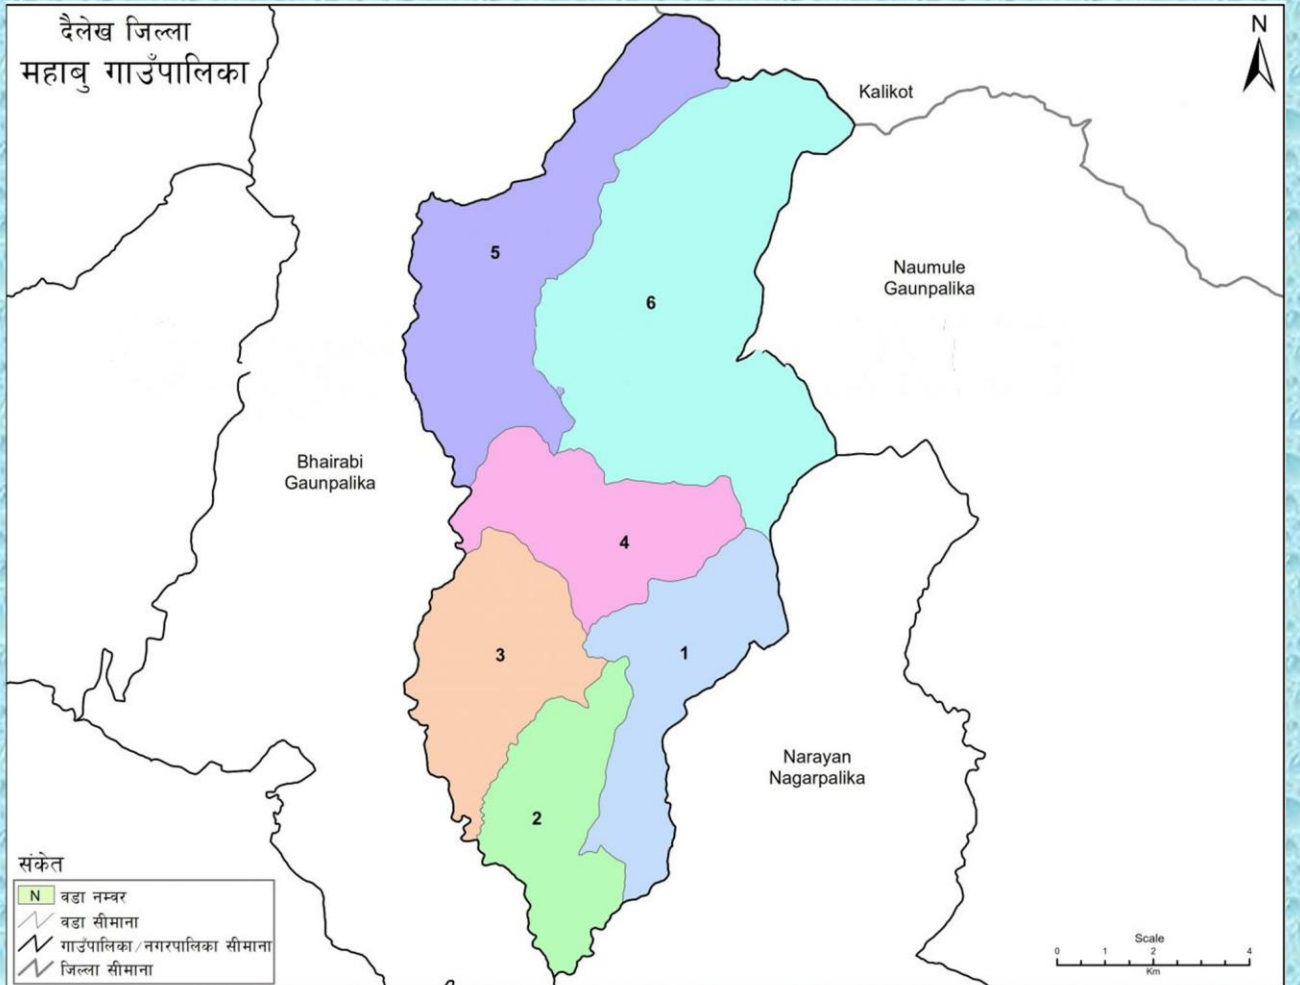 दैलेख जिल्ला
महाबु गाउँपालिका
N
Kalikot
5
Naumule
Gaunpalika
6
Bhairabi
Gaunpalika
4
3
1
Narayan
Nagarpalika
2
संकेत
N वडा नम्बर
वडा सीमाना
गाउँपालिका/नगरपालिका सीमाना
जिल्ला सीमाना
Scale
0 1 2 4
Km